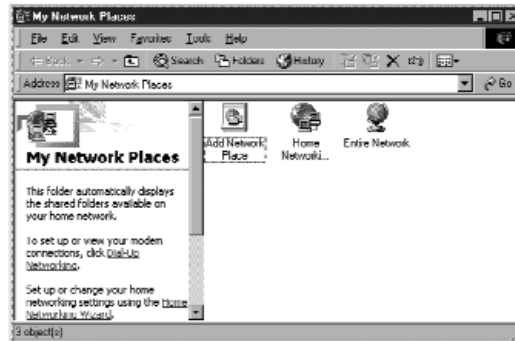 My Network Places
File Edit View Favorites Tools Help
Back Search Folders History
Address My Network Places Go
My Network Places
This folder automatically displays
the shared folders available on
your home network.
To set up or view your modem
connections, click Dial-Up
Networking.
Set up or change your home
networking settings using the Home
Networking Wizard.
Add Network
Place
Home
Networki...
Entire Network
3 object(s)